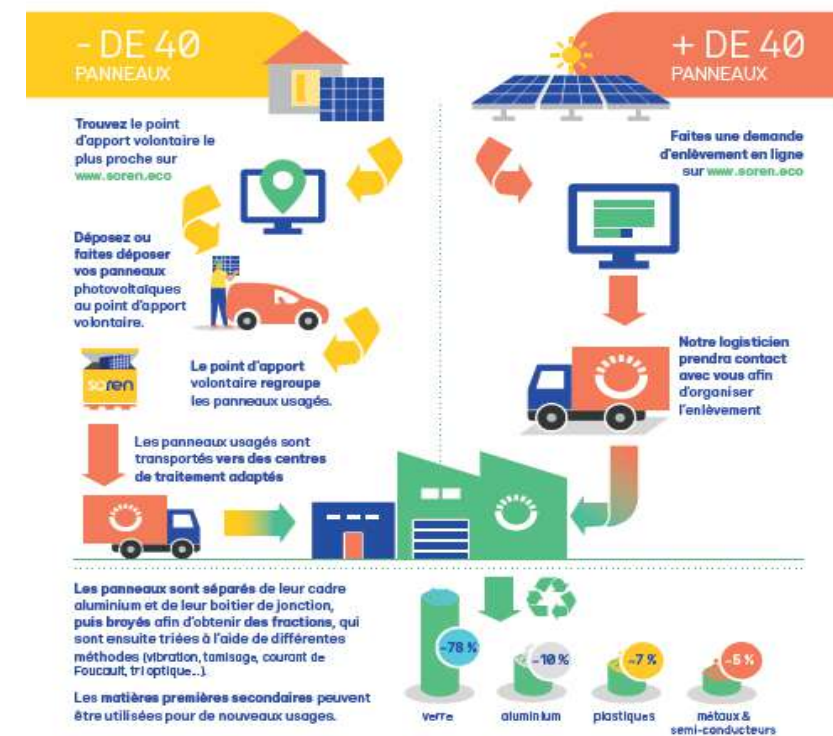 - DE 40
PANNEAUX
Trouvez le point
d'apport volontaire le
plus proche sur
www.soren.eco
Déposez ou
faites déposer
vos panneaux
photovoltaïques
au point d'apport
volontaire.
soren
Le point d'apport
volontaire regroupe
les panneaux usagés.
Les panneaux usagés sont
transportés vers des centres
de traitement adaptés
+ DE 40
PANNEAUX
Faites une demande
d'enlèvement en ligne
sur www.soren.eco
Notre logisticien
prendra contact
avec vous afin
d'organiser
l'enlèvement
Les panneaux sont séparés de leur cadre
aluminium et de leur boitier de jonction,
puis broyés afin d'obtenir des fractions, qui
sont ensuite triées à l'aide de différentes
méthodes (vibration, tamisage, courant de
Foucault, tri optique...).
Les matières premières secondaires peuvent
être utilisées pour de nouveaux usages.
~78 %
verre
~10 %
aluminium
~7 %
plastiques
~5 %
métaux &
semi-conducteurs